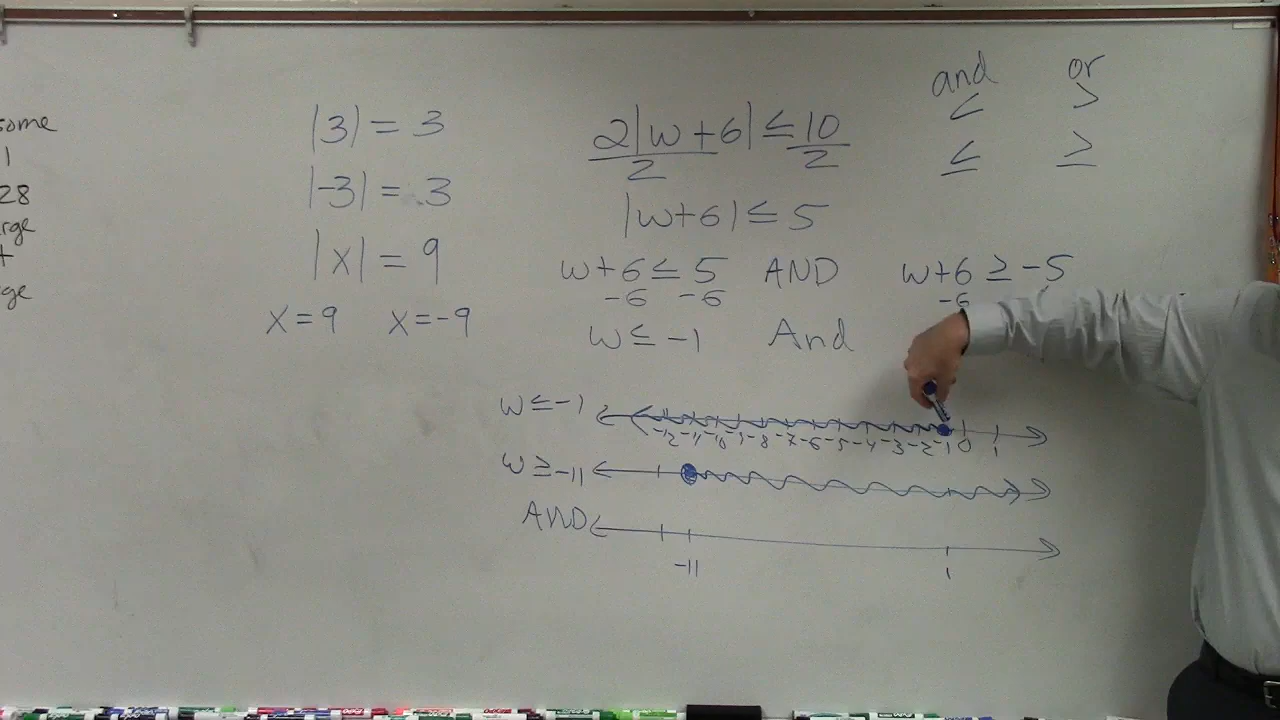 ome
1
28
rge
ge
|3| = 3
|-3| = 3
|x| = 9
x = 9 x = -9
2|w+6| ≤ 10
2 2
|w+6| ≤ 5
w+6 ≤ 5 AND w+6 ≥ -5
-6 -6 -6
w ≤ -1 And
and or
< >
≤ ≥
w ≤ -1
-12 -11 -10 -9 -8 -7 -6 -5 -4 -3 -2 -1 0 1
w ≥ -11
AND
-11 1